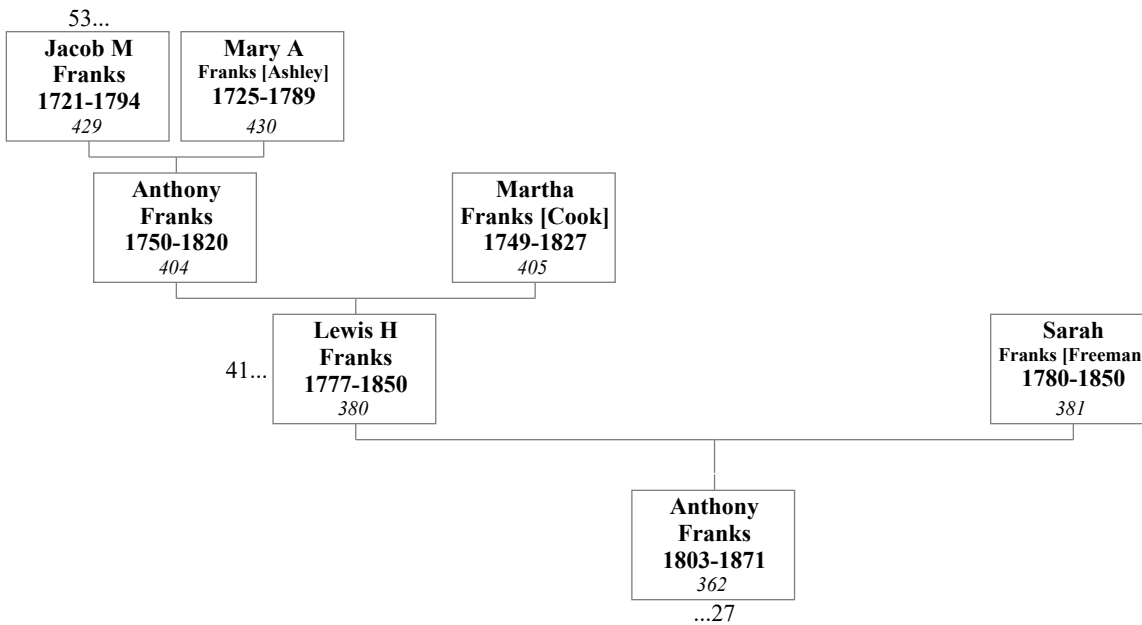 53...
Jacob M
Franks
1721-1794
429
Mary A
Franks [Ashley]
1725-1789
430
Anthony
Franks
1750-1820
404
Martha
Franks [Cook]
1749-1827
405
41...
Lewis H
Franks
1777-1850
380
Sarah
Franks [Freeman
1780-1850
381
Anthony
Franks
1803-1871
362
...27